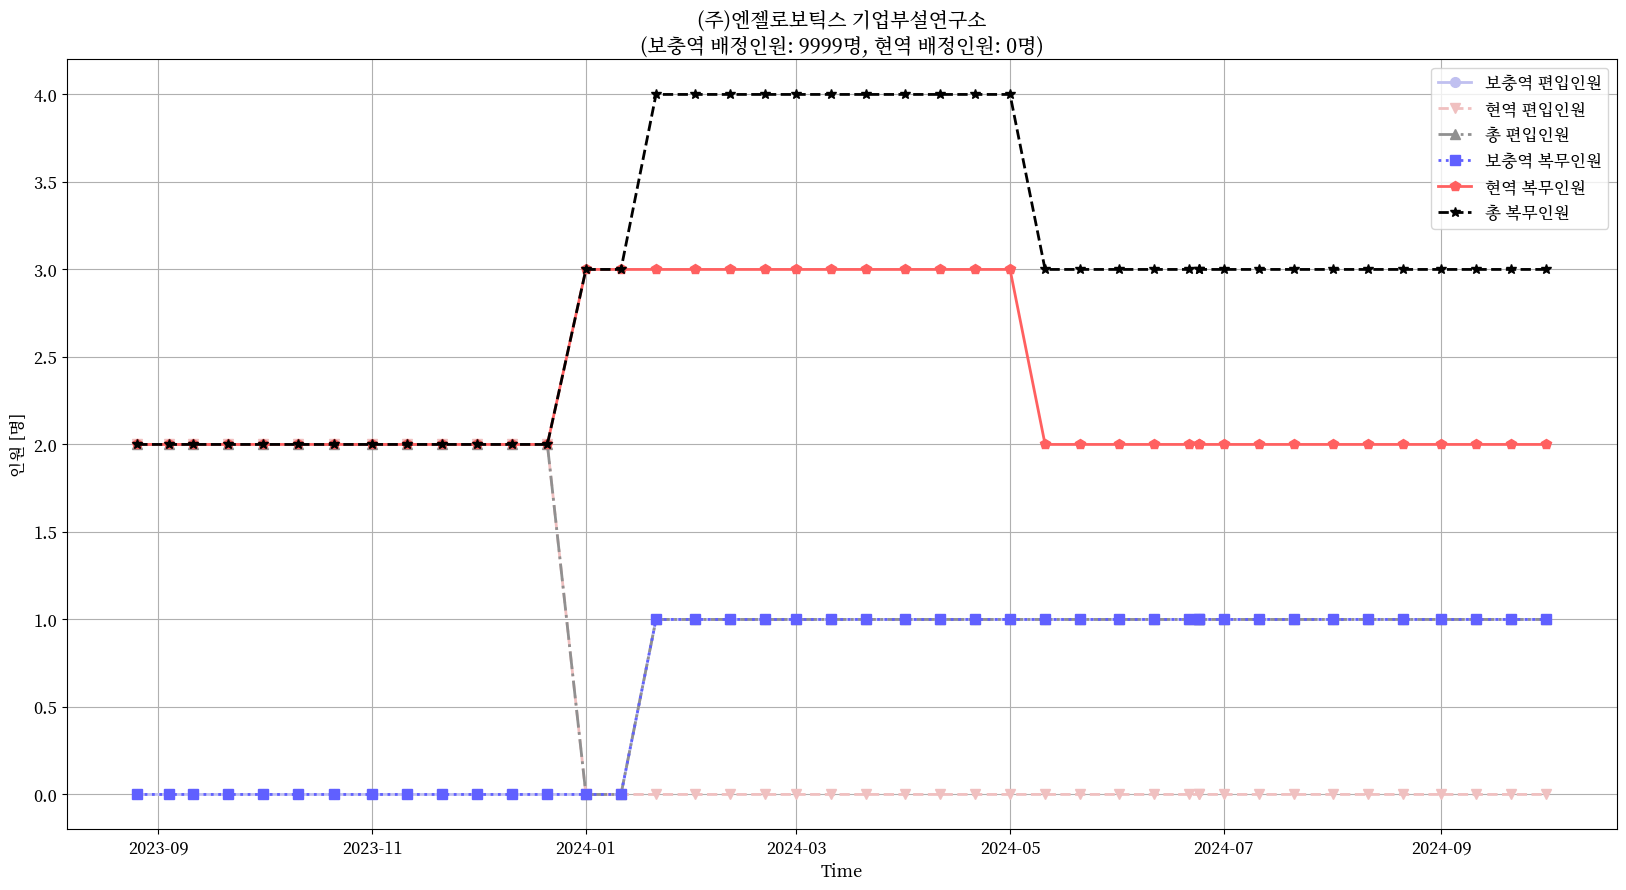 (주)엔젤로보틱스 기업부설연구소
(보충역 배정인원: 9999명, 현역 배정인원: 0명)
보충역 편입인원
현역 편입인원
총 편입인원
보충역 복무인원
현역 복무인원
총 복무인원
인원 [명]
4.0
3.5
3.0
2.5
2.0
1.5
1.0
0.5
0.0
2023-09
2023-11
2024-01
2024-03
2024-05
2024-07
2024-09
Time